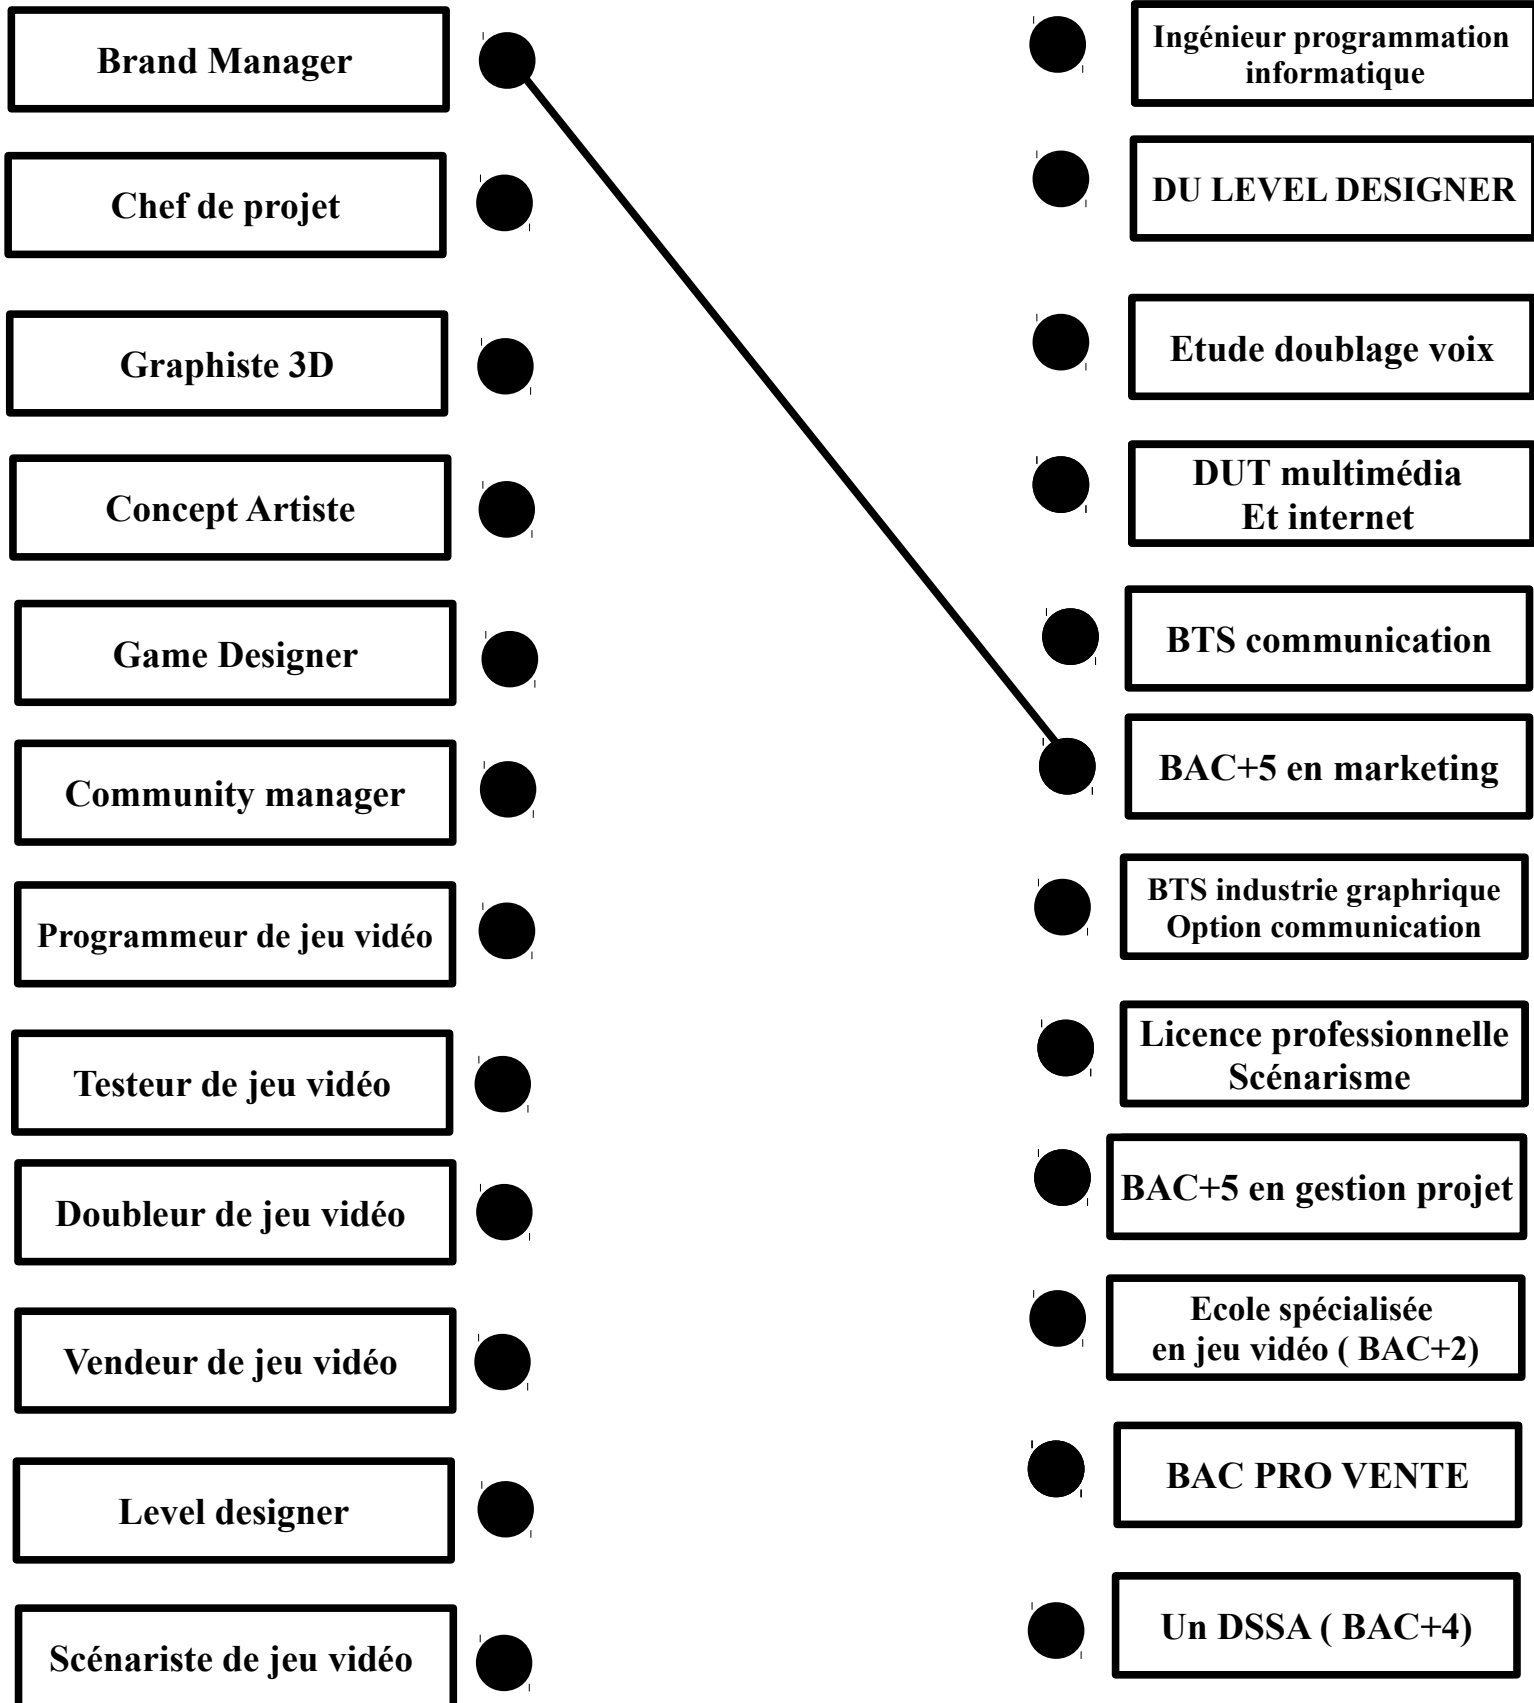 Brand Manager
Chef de projet
Graphiste 3D
Concept Artiste
Game Designer
Community manager
Programmeur de jeu vidéo
Testeur de jeu vidéo
Doubleur de jeu vidéo
Vendeur de jeu vidéo
Level designer
Scénariste de jeu vidéo
Ingénieur programmation
informatique
DU LEVEL DESIGNER
Etude doublage voix
DUT multimédia
Et internet
BTS communication
BAC+5 en marketing
BTS industrie graphrique
Option communication
Licence professionnelle
Scénarisme
BAC+5 en gestion projet
Ecole spécialisée
en jeu vidéo ( BAC+2)
BAC PRO VENTE
Un DSSA ( BAC+4)